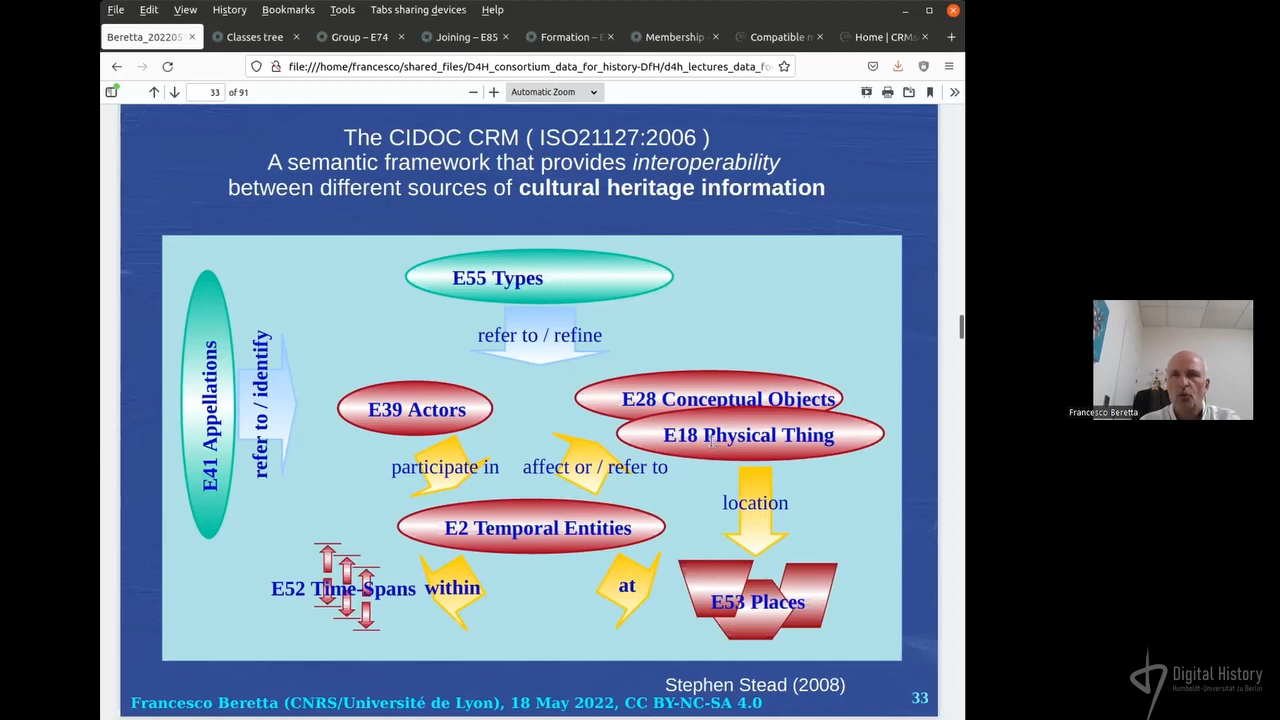 File Edit View History Bookmarks Tools Tabs sharing devices Help
Beretta_202205 Classes tree Group – E74 Joining – E85 Formation – E Membership - Compatible m Home | CRMs
file:///home/francesco/shared_files/D4H_consortium_data_for_history-DfH/d4h_lectures_data_fo
33 of 91 Automatic Zoom
The CIDOC CRM ( ISO21127:2006 )
A semantic framework that provides interoperability
between different sources of cultural heritage information
E55 Types
refer to / refine
E41 Appellations
refer to / identify
E39 Actors
E28 Conceptual Objects
E18 Physical Thing
participate in
affect or / refer to
location
E2 Temporal Entities
E52 Time-Spans
within
at
E53 Places
Stephen Stead (2008)
Francesco Beretta (CNRS/Université de Lyon), 18 May 2022, CC BY-NC-SA 4.0
33
Francesco Beretta
Digital History
Humboldt-Universität zu Berlin